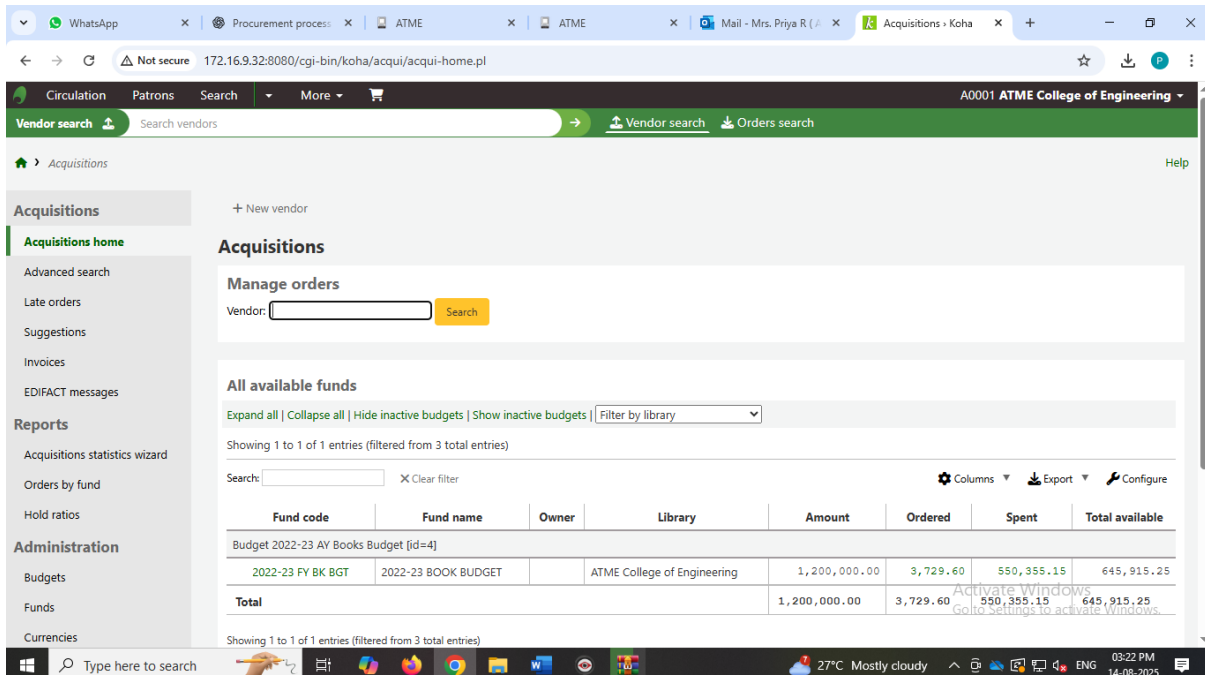 WhatsApp
Procurement process
ATME
ATME
Mail - Mrs. Priya R ( A
Acquisitions › Koha
Not secure 172.16.9.32:8080/cgi-bin/koha/acqui/acqui-home.pl
P
Circulation Patrons Search More A0001 ATME College of Engineering
Vendor search Search vendors Vendor search Orders search
Acquisitions Help
Acquisitions
Acquisitions home
Advanced search
Late orders
Suggestions
Invoices
EDIFACT messages
Reports
Acquisitions statistics wizard
Orders by fund
Hold ratios
Administration
Budgets
Funds
Currencies
+ New vendor
Acquisitions
Manage orders
Vendor: Search
All available funds
Expand all | Collapse all | Hide inactive budgets | Show inactive budgets | Filter by library
Showing 1 to 1 of 1 entries (filtered from 3 total entries)
Search: Clear filter Columns Export Configure
Fund code Fund name Owner Library Amount Ordered Spent Total available
Budget 2022-23 AY Books Budget [id=4]
2022-23 FY BK BGT 2022-23 BOOK BUDGET ATME College of Engineering 1,200,000.00 3,729.60 550,355.15 645,915.25
Total 1,200,000.00 3,729.60 550,355.15 645,915.25
Showing 1 to 1 of 1 entries (filtered from 3 total entries)
Activate Windows
Go to Settings to activate Windows.
Type here to search 27°C Mostly cloudy ENG 03:22 PM
14-08-2025